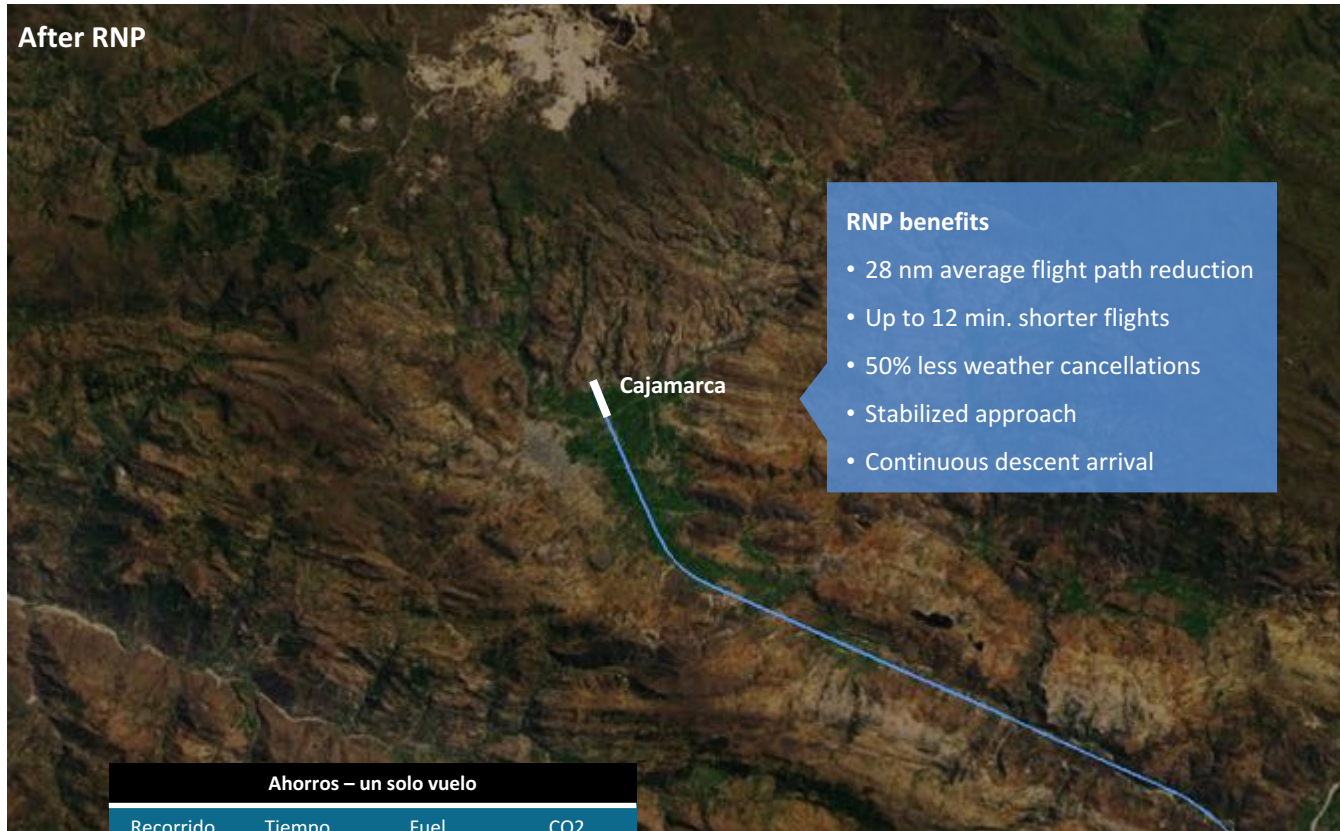 After RNP
RNP benefits
• 28 nm average flight path reduction
• Up to 12 min. shorter flights
• 50% less weather cancellations
• Stabilized approach
• Continuous descent arrival
Cajamarca
Ahorros – un solo vuelo
Recorrido Tiempo Fuel CO2